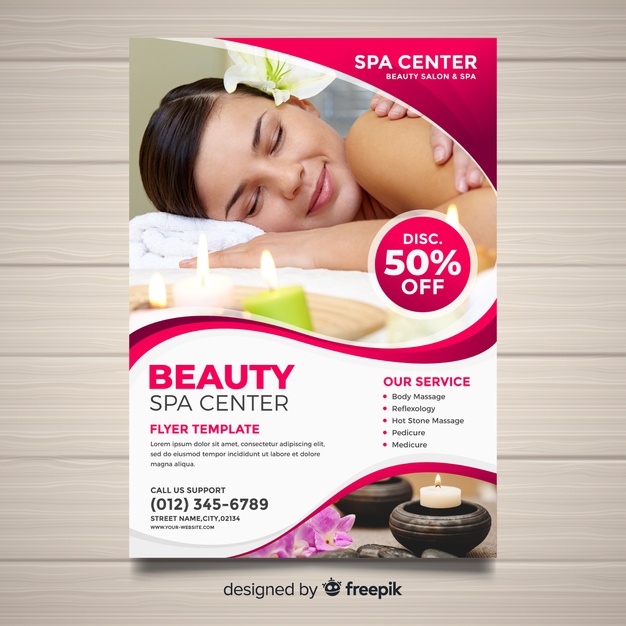 SPA CENTER
BEAUTY SALON & SPA
DISC.
50%
OFF
BEAUTY
SPA CENTER
FLYER TEMPLATE
Lorem ipsum dolor sit amet, consectetur adipiscing
elit, sed do eiusmod tempor ut labore et dolore
magna aliqua.
CALL US SUPPORT
(012) 345-6789
STREET NAME,CITY,02134
WWW.YOUR-WEBSITE.COM
OUR SERVICE
• Body Massage
• Reflexology
• Hot Stone Massage
• Pedicure
• Medicure
designed by freepik